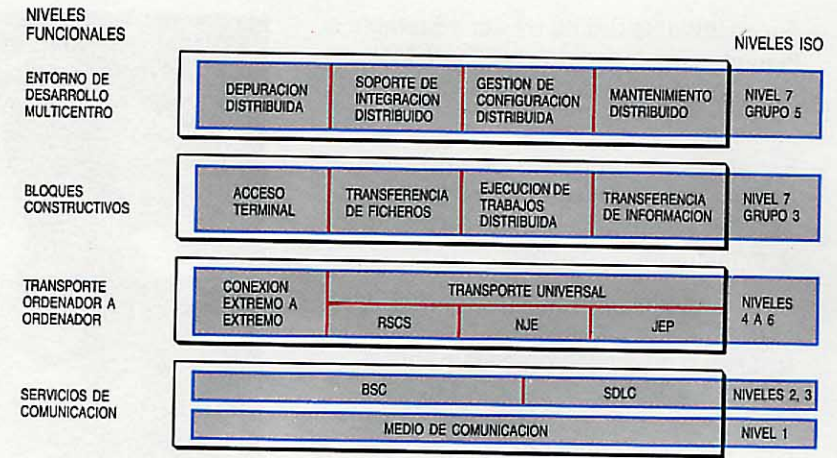 NIVELES
FUNCIONALES
NÍVELES ISO
ENTORNO DE
DESARROLLO
MULTICENTRO
DEPURACION
DISTRIBUIDA
SOPORTE DE
INTEGRACION
DISTRIBUIDO
GESTION DE
CONFIGURACION
DISTRIBUIDA
MANTENIMIENTO
DISTRIBUIDO
NIVEL 7
GRUPO 5
BLOQUES
CONSTRUCTIVOS
ACCESO
TERMINAL
TRANSFERENCIA
DE FICHEROS
EJECUCION DE
TRABAJOS
DISTRIBUIDA
TRANSFERENCIA
DE INFORMACION
NIVEL 7
GRUPO 3
TRANSPORTE
ORDENADOR A
ORDENADOR
CONEXION
EXTREMO A
EXTREMO
TRANSPORTE UNIVERSAL
RSCS
NJE
JEP
NIVELES
4 A 6
SERVICIOS DE
COMUNICACION
BSC
SDLC
NIVELES 2, 3
MEDIO DE COMUNICACION
NIVEL 1